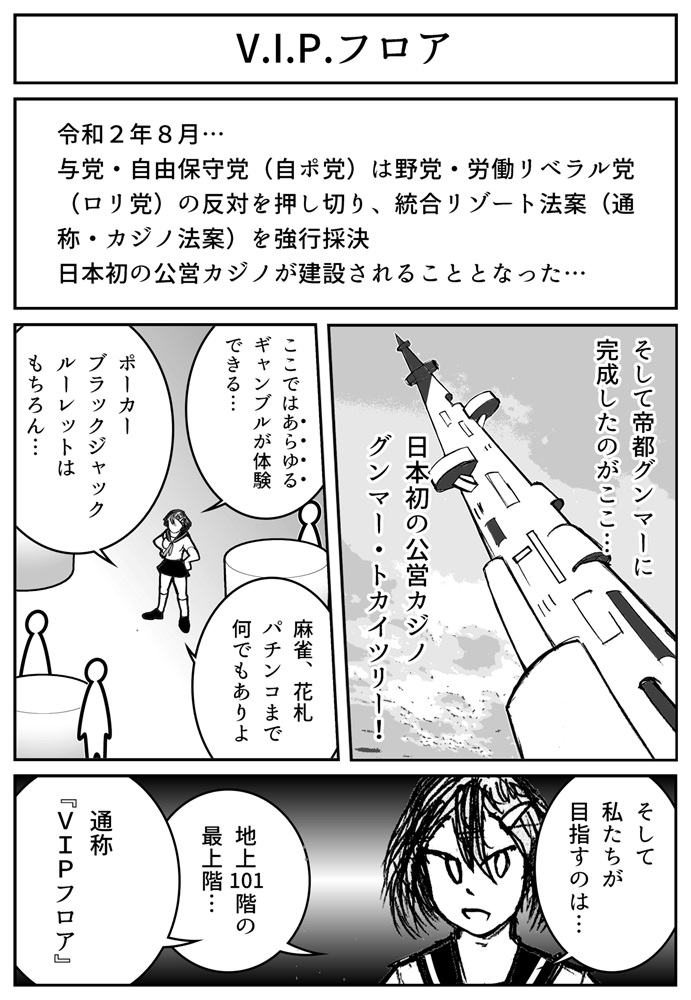 V.I.P.フロア
令和２年８月…
与党・自由保守党（自ポ党）は野党・労働リベラル党
（ロリ党）の反対を押し切り、統合リゾート法案（通
称・カジノ法案）を強行採決
日本初の公営カジノが建設されることとなった…
そして帝都グンマーに
完成したのがここ…
日本初の公営カジノ
グンマー・トカイツリー！
ここではあらゆる
ギャンブルが体験
できる…
ポーカー
ブラックジャック
ルーレットは
もちろん…
麻雀、花札
パチンコまで
何でもありよ
そして
私たちが
目指すのは…
地上101階の
最上階…
通称
『ＶＩＰフロア』